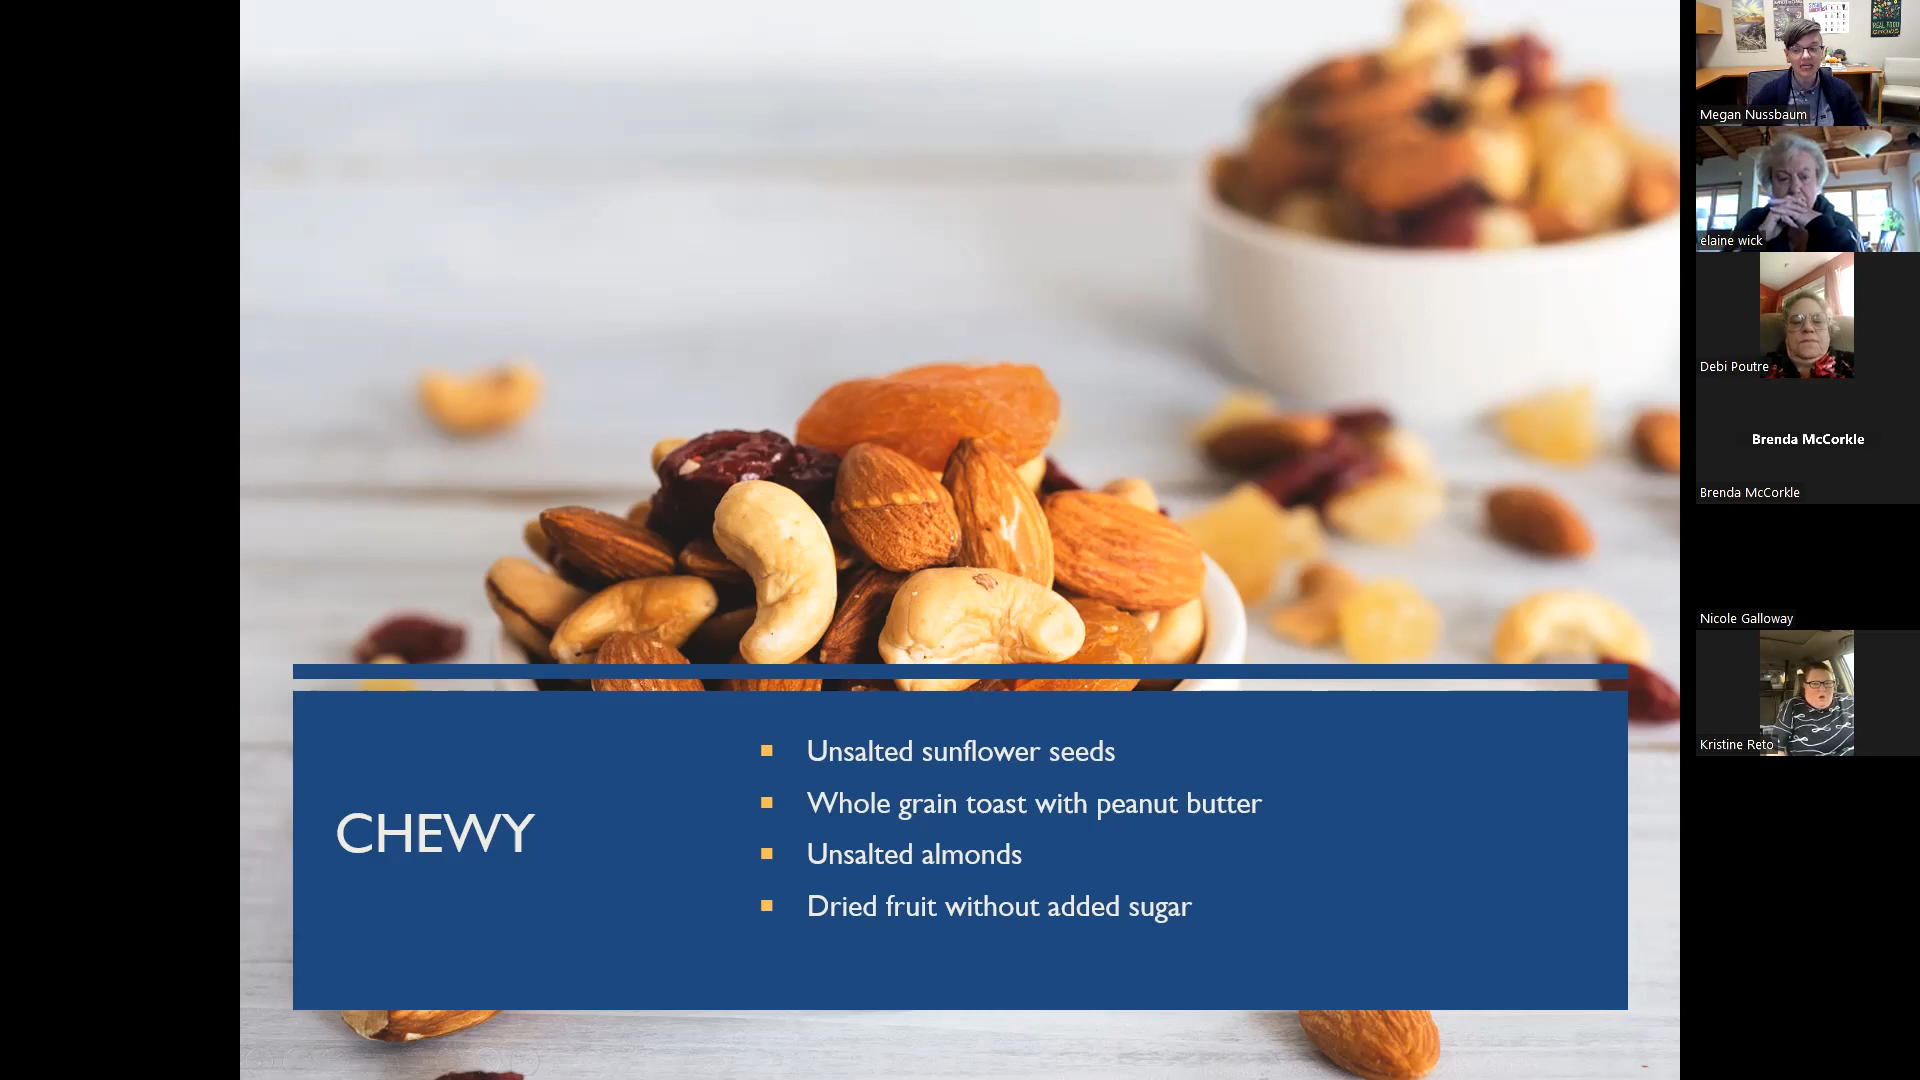 CHEWY
Unsalted sunflower seeds
Whole grain toast with peanut butter
Unsalted almonds
Dried fruit without added sugar
Megan Nussbaum
elaine wick
Debi Poutre
Brenda McCorkle
Brenda McCorkle
Nicole Galloway
Kristine Reto